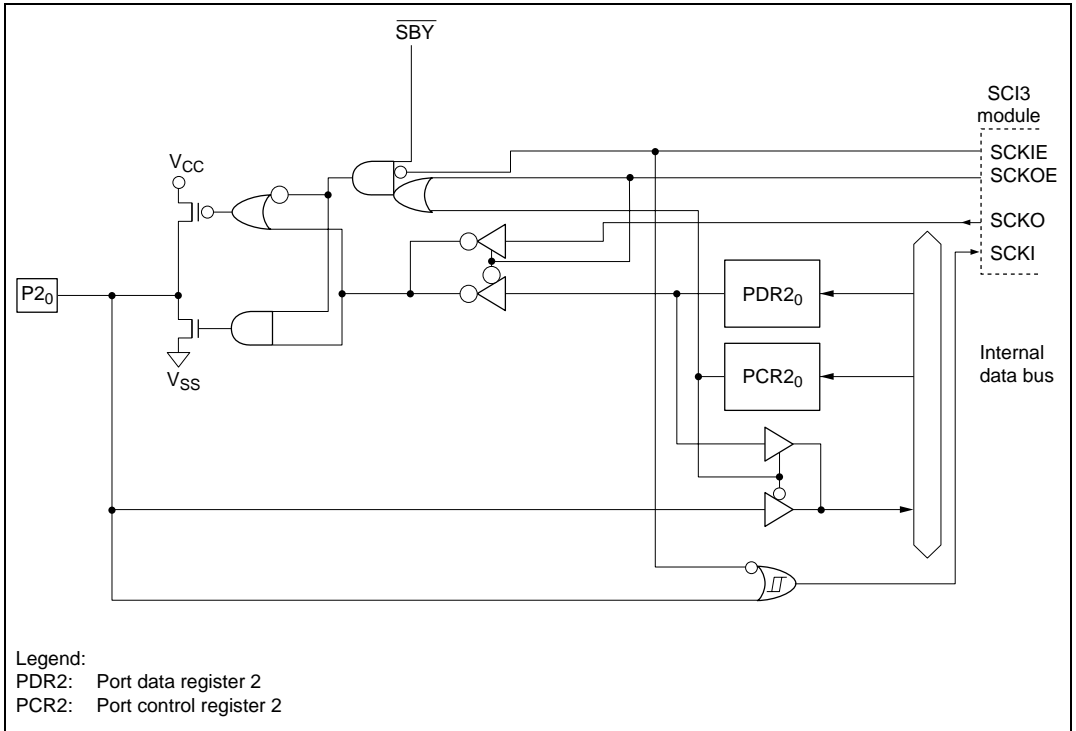 S̅B̅Y̅
SCI3
module
SCKIE
SCKOE
SCKO
SCKI
VCC
P20
VSS
PDR20
PCR20
Internal
data bus
Legend:
PDR2: Port data register 2
PCR2: Port control register 2